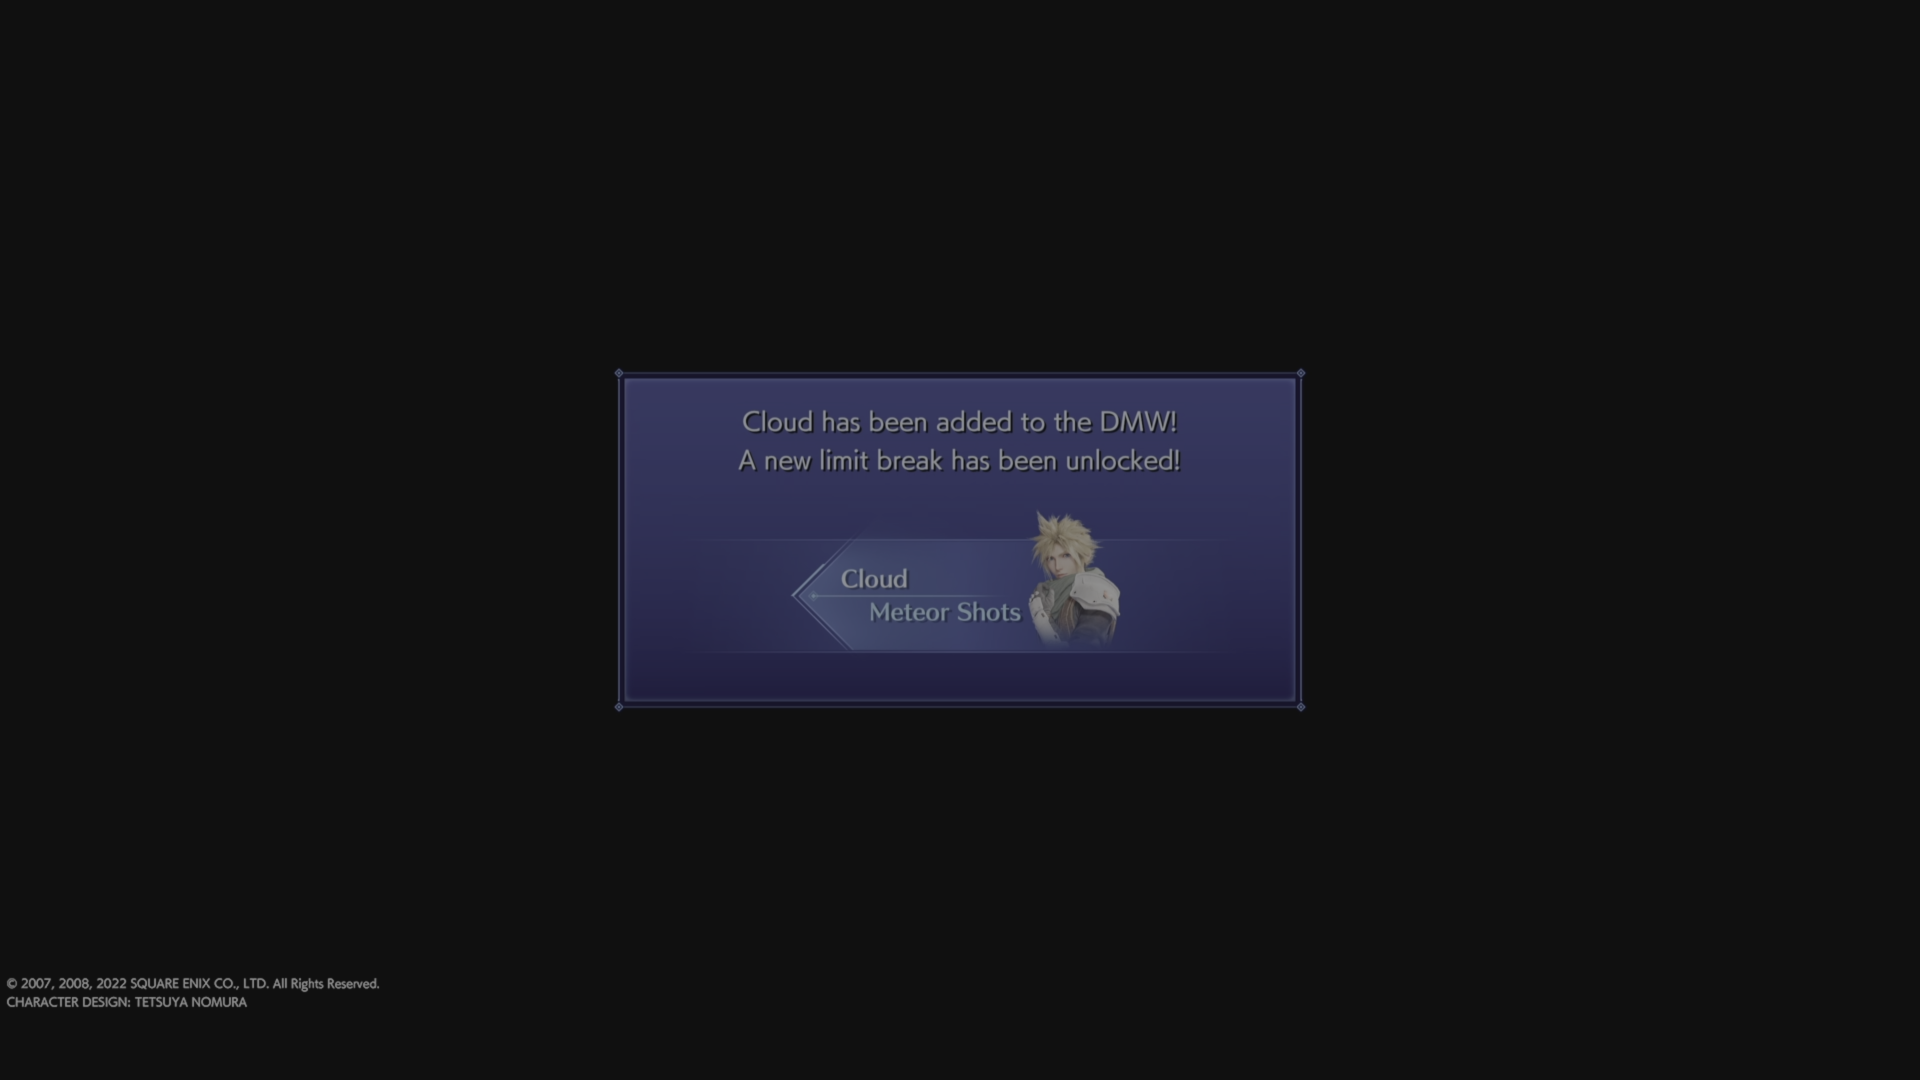 Cloud has been added to the DMW!
A new limit break has been unlocked!
Cloud
Meteor Shots
© 2007, 2008, 2022 SQUARE ENIX CO., LTD. All Rights Reserved.
CHARACTER DESIGN: TETSUYA NOMURA